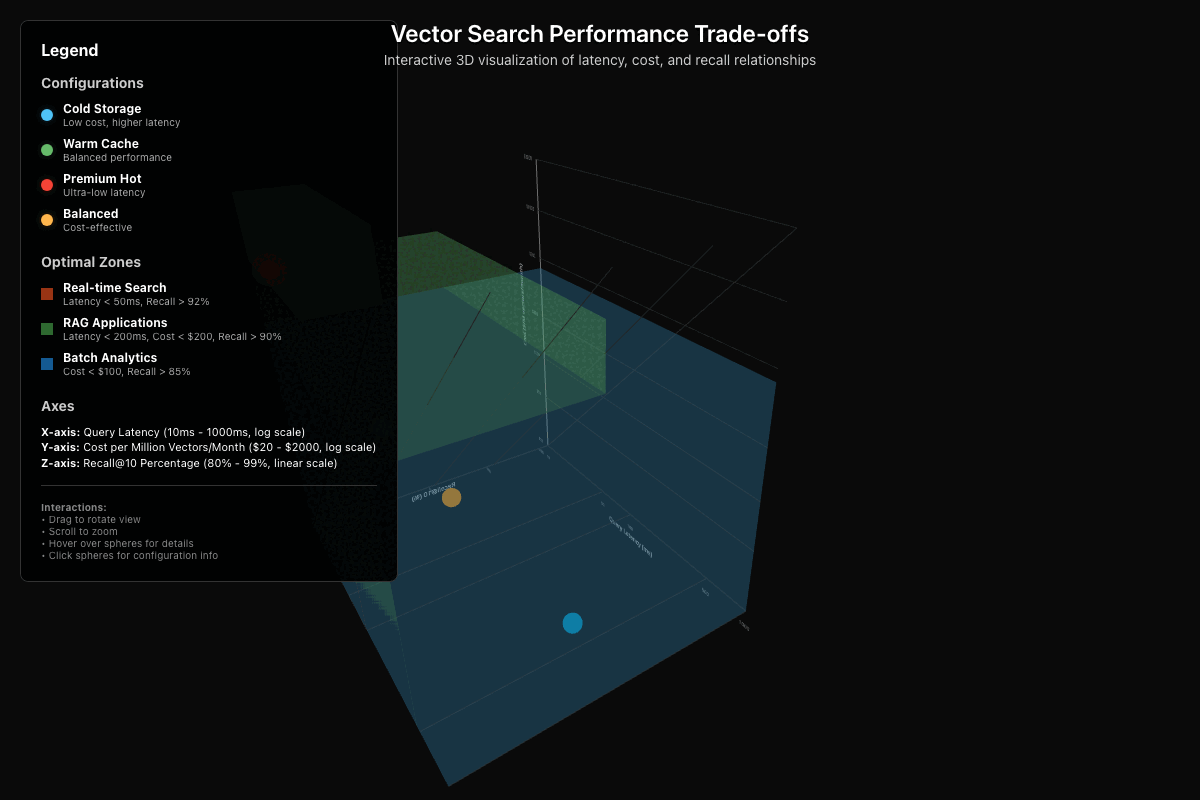 Vector Search Performance Trade-offs
Interactive 3D visualization of latency, cost, and recall relationships
Legend
Configurations
Cold Storage
Low cost, higher latency
Warm Cache
Balanced performance
Premium Hot
Ultra-low latency
Balanced
Cost-effective
Optimal Zones
Real-time Search
Latency < 50ms, Recall > 92%
RAG Applications
Latency < 200ms, Cost < $200, Recall > 90%
Batch Analytics
Cost < $100, Recall > 85%
Axes
X-axis: Query Latency (10ms - 1000ms, log scale)
Y-axis: Cost per Million Vectors/Month ($20 - $2000, log scale)
Z-axis: Recall@10 Percentage (80% - 99%, linear scale)
Interactions:
• Drag to rotate view
• Scroll to zoom
• Hover over spheres for details
• Click spheres for configuration info
Recall@10 (%)
Query Latency (ms)